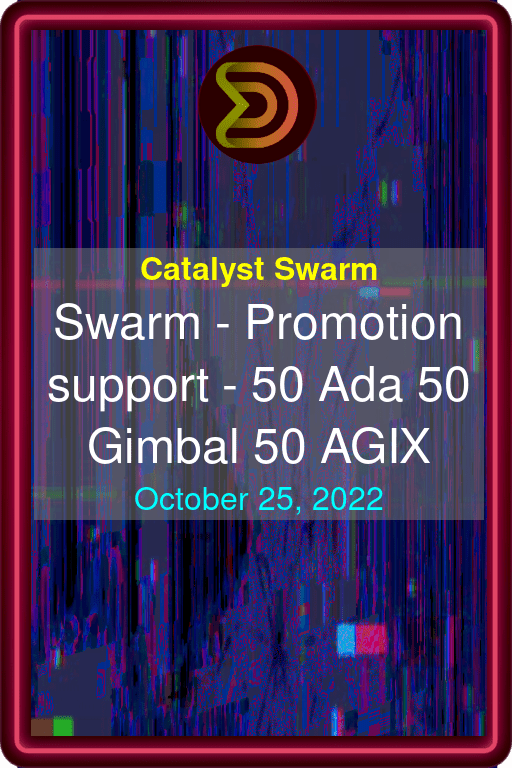 Catalyst Swarm
Swarm - Promotion
support - 50 Ada 50
Gimbal 50 AGIX
October 25, 2022